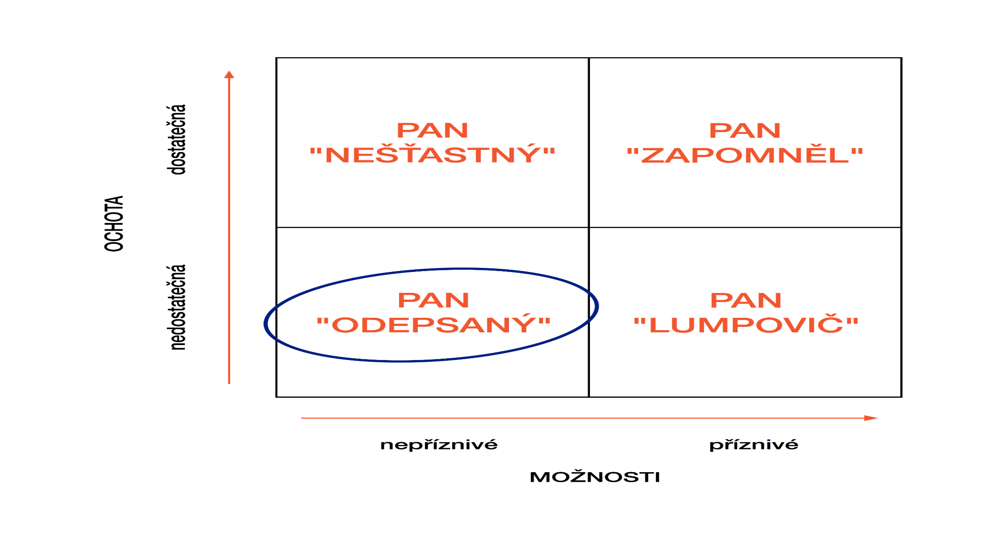 OCHOTA
dostatečná
nedostatečná
PAN
"NEŠŤASTNÝ"
PAN
"ZAPOMNĚL"
PAN
"ODEPSANÝ"
PAN
"LUMPOVIČ"
nepříznivé
příznivé
MOŽNOSTI